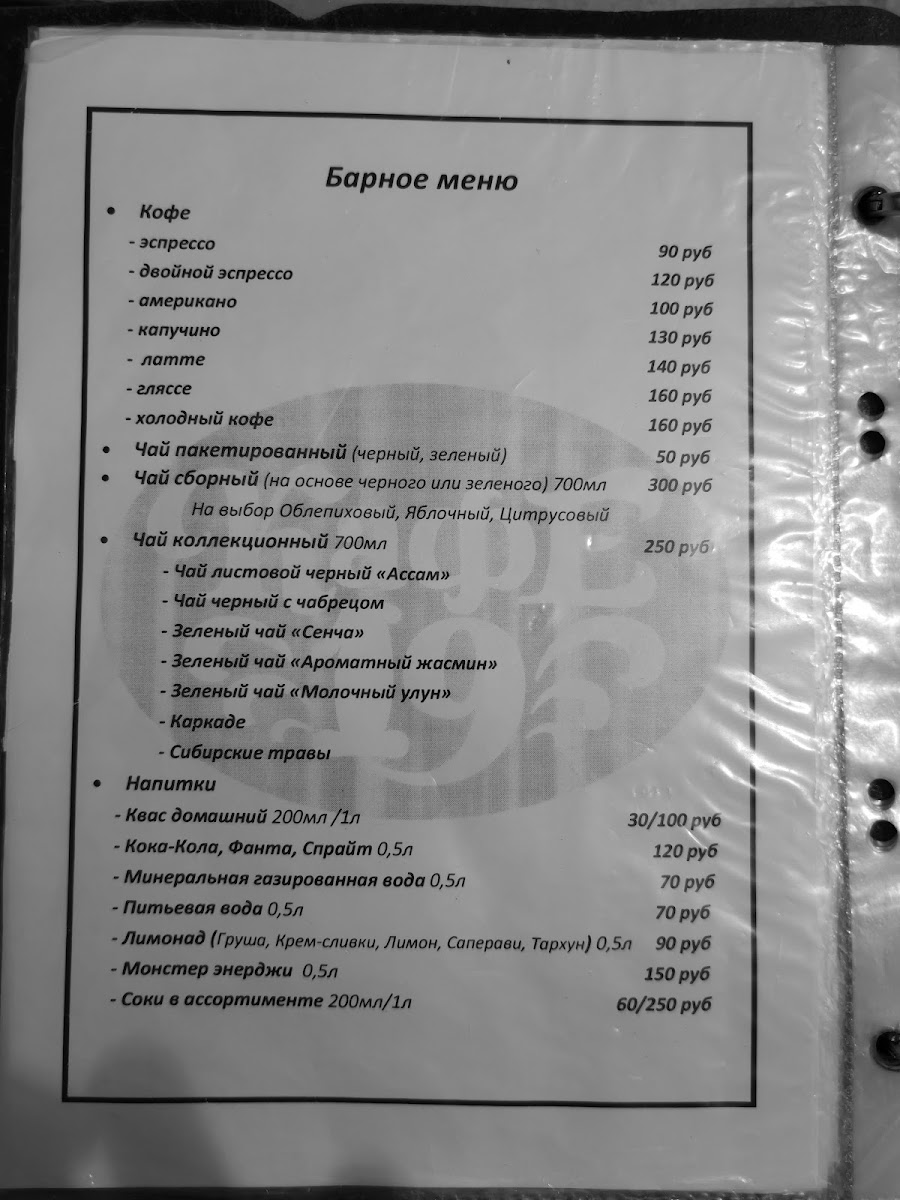 Барное меню
• Кофе
- эспрессо 90 руб
- двойной эспрессо 120 руб
- американо 100 руб
- капучино 130 руб
- латте 140 руб
- гляссе 160 руб
- холодный кофе 160 руб
• Чай пакетированный (черный, зеленый) 50 руб
• Чай сборный (на основе черного или зеленого) 700мл 300 руб
На выбор Облепиховый, Яблочный, Цитрусовый
• Чай коллекционный 700мл 250 руб
- Чай листовой черный «Ассам»
- Чай черный с чабрецом
- Зеленый чай «Сенча»
- Зеленый чай «Ароматный жасмин»
- Зеленый чай «Молочный улун»
- Каркаде
- Сибирские травы
• Напитки
- Квас домашний 200мл /1л 30/100 руб
- Кока-Кола, Фанта, Спрайт 0,5л 120 руб
- Минеральная газированная вода 0,5л 70 руб
- Питьевая вода 0,5л 70 руб
- Лимонад (Груша, Крем-сливки, Лимон, Саперави, Тархун) 0,5л 90 руб
- Монстер энерджи 0,5л 150 руб
- Соки в ассортименте 200мл/1л 60/250 руб